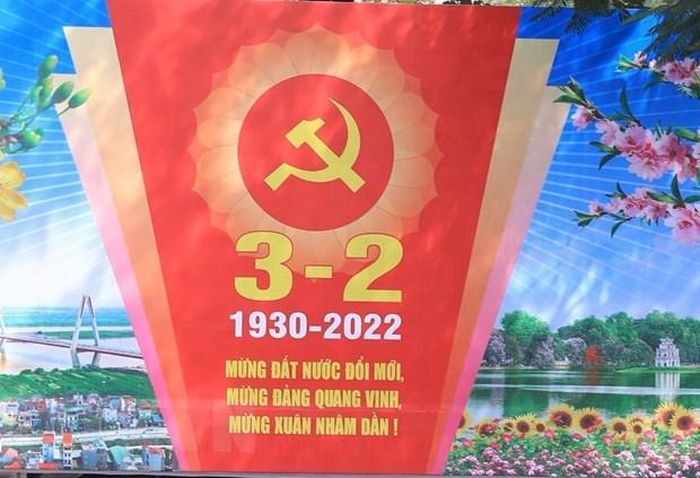 3-2
1930-2022
MỪNG ĐẤT NƯỚC ĐỔI MỚI,
MỪNG ĐẢNG QUANG VINH,
MỪNG XUÂN NHÂM DẦN !